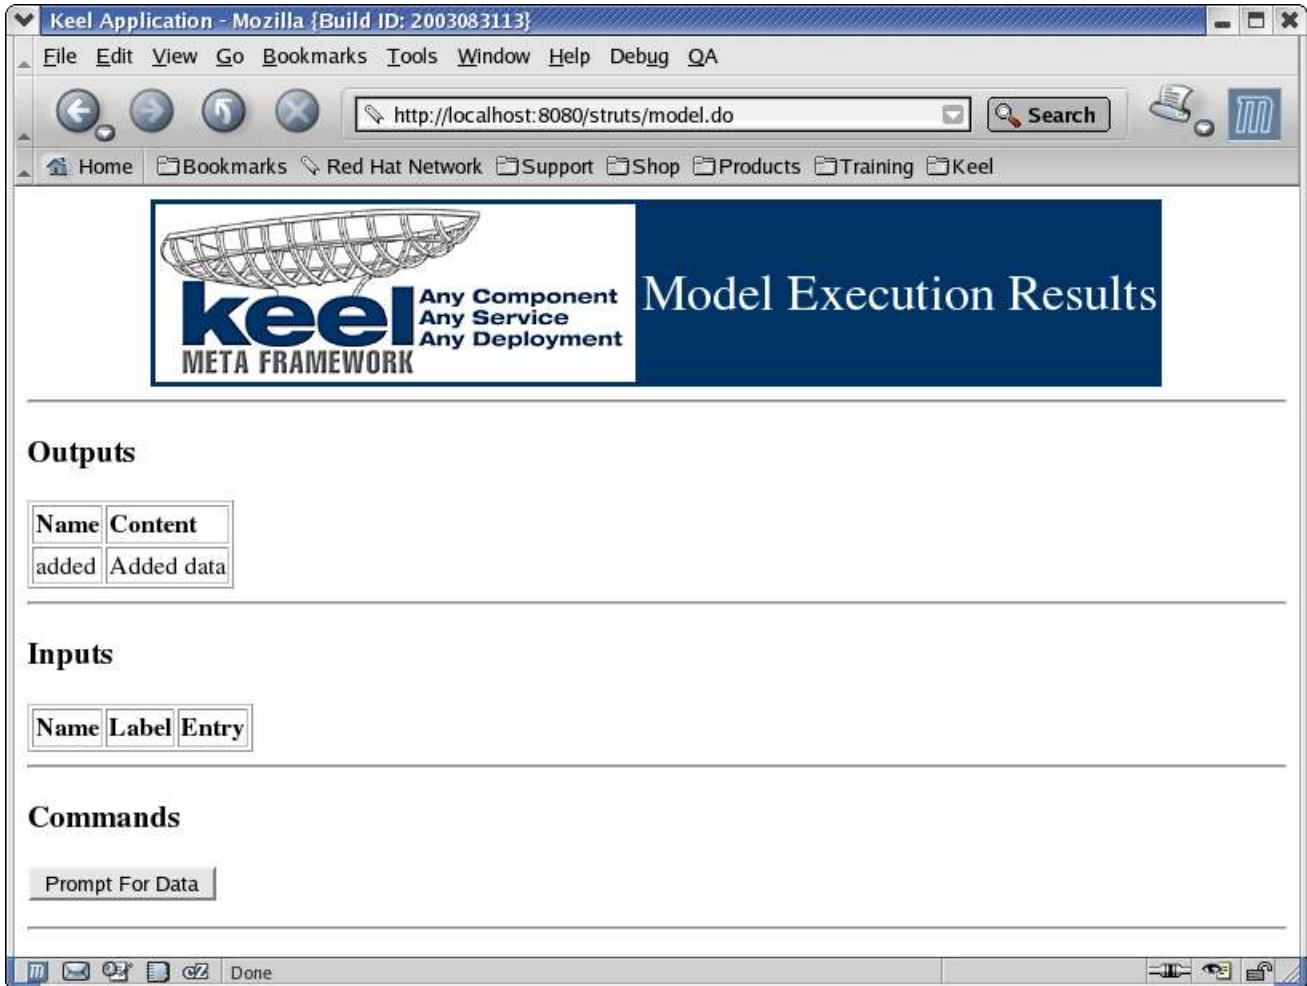 Keel Application - Mozilla {Build ID: 2003083113}
File Edit View Go Bookmarks Tools Window Help Debug QA
http://localhost:8080/struts/model.do
Search
Home Bookmarks Red Hat Network Support Shop Products Training Keel
keel
META FRAMEWORK
Any Component
Any Service
Any Deployment
Model Execution Results
Outputs
Name Content
added Added data
Inputs
Name Label Entry
Commands
Prompt For Data
Done